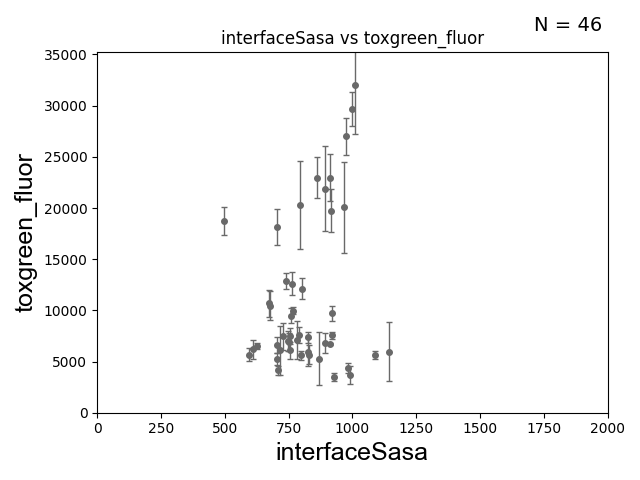 N = 46
interfaceSasa vs toxgreen_fluor
35000
30000
25000
20000
15000
10000
5000
0
toxgreen_fluor
0 250 500 750 1000 1250 1500 1750 2000
interfaceSasa